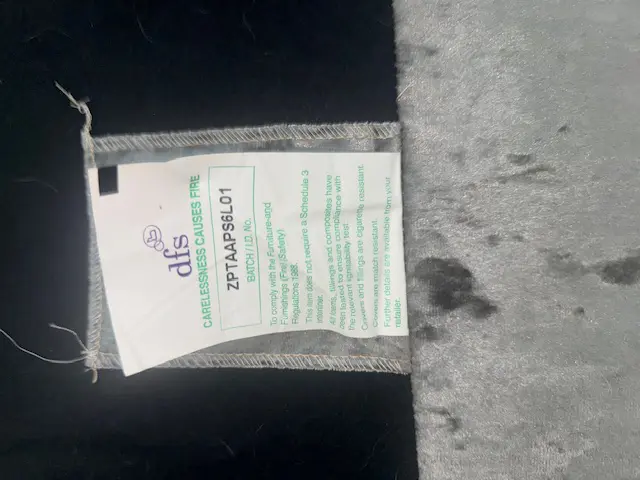 dfs
CARELESSNESS CAUSES FIRE
ZPTAAPS6L01
BATCH / I.D. No.
To comply with the Furniture and
Furnishings (Fire) (Safety)
Regulations 1988.
This item does not require a Schedule 3
interliner.
All fabrics, fillings and composites have
been tested to ensure compliance with
the relevant ignitability test
Covers and fillings are cigarette resistant.
Covers are match resistant.
Further details are available from your
retailer.